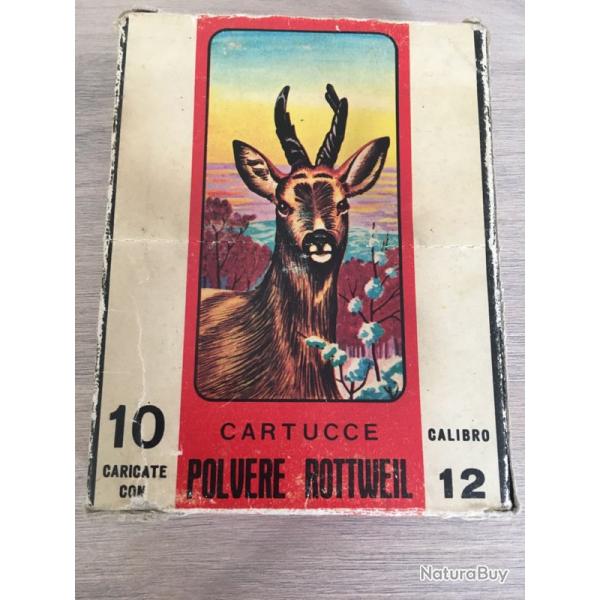 10
CARICATE
CON
CARTUCCE
POLVERE ROTTWEIL
CALIBRO
12
NaturaBuy